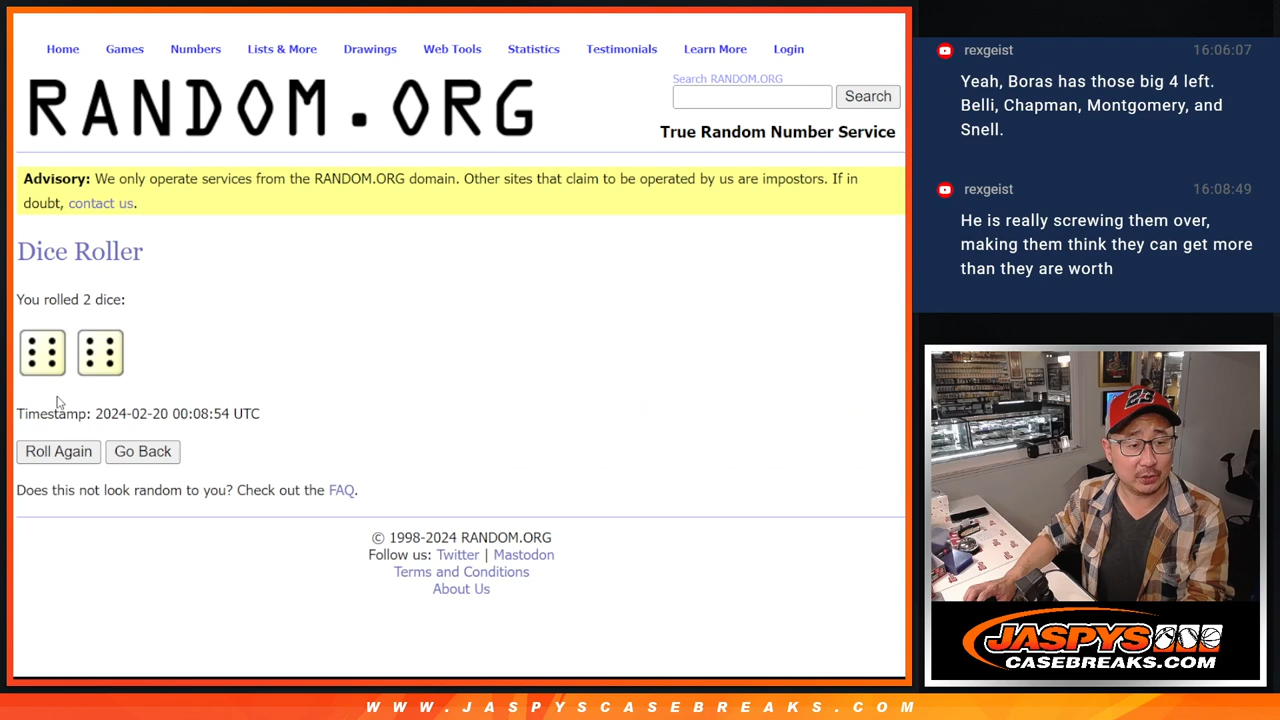 Home Games Numbers Lists & More Drawings Web Tools Statistics Testimonials Learn More Login
RANDOM.ORG
Search RANDOM.ORG
Search
True Random Number Service
Advisory: We only operate services from the RANDOM.ORG domain. Other sites that claim to be operated by us are impostors. If in
doubt, contact us.
Dice Roller
You rolled 2 dice:
Timestamp: 2024-02-20 00:08:54 UTC
Roll Again Go Back
Does this not look random to you? Check out the FAQ.
© 1998-2024 RANDOM.ORG
Follow us: Twitter | Mastodon
Terms and Conditions
About Us
rexgeist 16:06:07
Yeah, Boras has those big 4 left.
Belli, Chapman, Montgomery, and
Snell.
rexgeist 16:08:49
He is really screwing them over,
making them think they can get more
than they are worth
23
JASPYS
CASEBREAKS.COM
WWW.JASPYSCASEBREAKS.COM